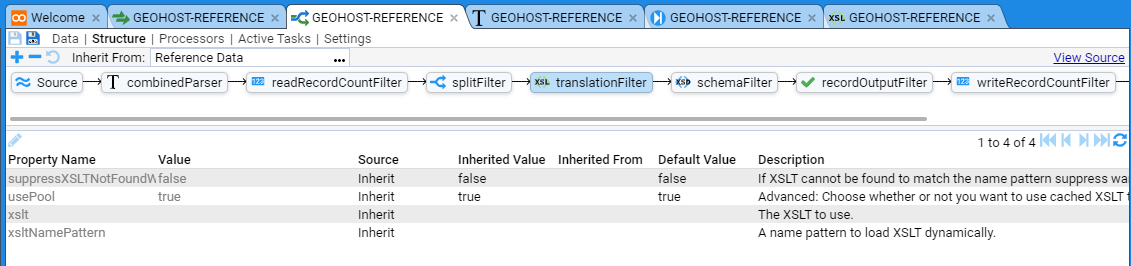 Welcome × GEOHOST-REFERENCE × GEOHOST-REFERENCE × T GEOHOST-REFERENCE × GEOHOST-REFERENCE × XSL GEOHOST-REFERENCE ×
Data | Structure | Processors | Active Tasks | Settings
Inherit From: Reference Data ... View Source
Source T combinedParser 123 readRecordCountFilter splitFilter XSL translationFilter XSD schemaFilter recordOutputFilter 123 writeRecordCountFilter
1 to 4 of 4
Property Name Value Source Inherited Value Inherited From Default Value Description
suppressXSLTNotFoundW false Inherit false false If XSLT cannot be found to match the name pattern suppress wa
usePool true Inherit true true Advanced: Choose whether or not you want to use cached XSLT t
xslt Inherit The XSLT to use.
xsltNamePattern Inherit A name pattern to load XSLT dynamically.